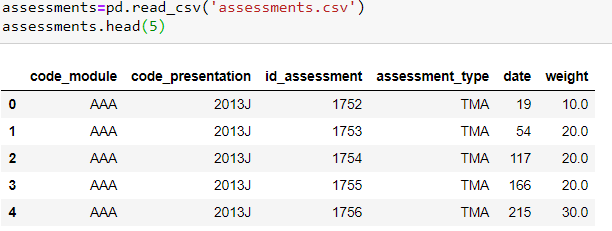 assessments=pd.read_csv('assessments.csv')
assessments.head(5)
code_module code_presentation id_assessment assessment_type date weight
0 AAA 2013J 1752 TMA 19 10.0
1 AAA 2013J 1753 TMA 54 20.0
2 AAA 2013J 1754 TMA 117 20.0
3 AAA 2013J 1755 TMA 166 20.0
4 AAA 2013J 1756 TMA 215 30.0